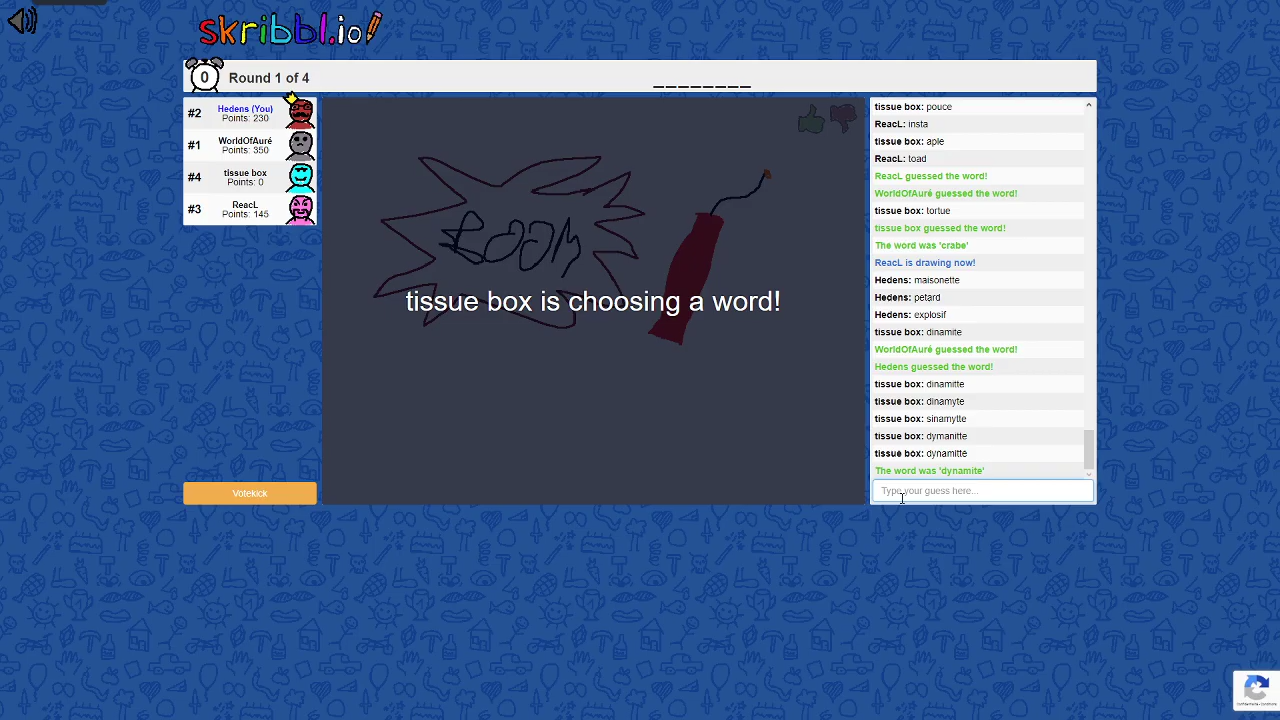 skribbl.io
0
Round 1 of 4
________
#2
Hedens (You)
Points: 230
#1
WorldOfAuré
Points: 350
#4
tissue box
Points: 0
#3
ReacL
Points: 145
Votekick
BOOM
tissue box is choosing a word!
tissue box: pouce
ReacL: insta
tissue box: aple
ReacL: toad
ReacL guessed the word!
WorldOfAuré guessed the word!
tissue box: tortue
tissue box guessed the word!
The word was 'crabe'
ReacL is drawing now!
Hedens: maisonette
Hedens: petard
Hedens: explosif
tissue box: dinamite
WorldOfAuré guessed the word!
Hedens guessed the word!
tissue box: dinamitte
tissue box: dinamyte
tissue box: sinamytte
tissue box: dymanitte
tissue box: dynamitte
The word was 'dynamite'
Type your guess here...